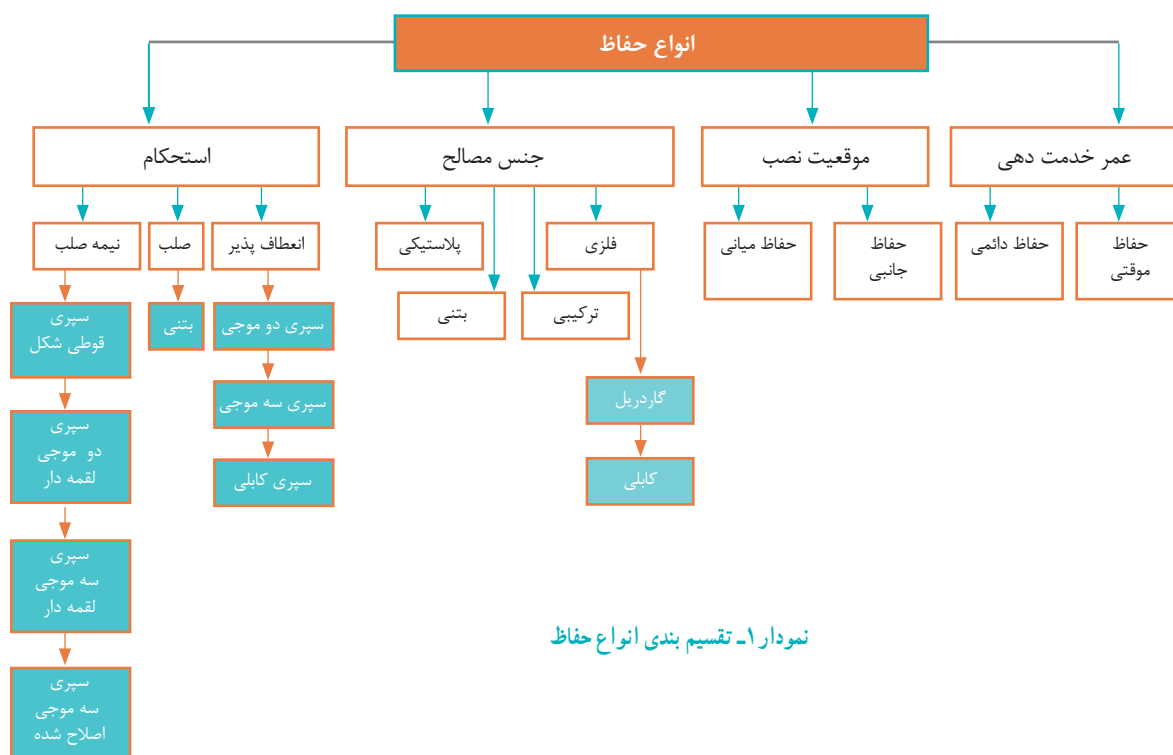 انواع حفاظ
عمر خدمت دهی
موقعیت نصب
جنس مصالح
استحکام
حفاظ
موقتی
حفاظ دائمی
حفاظ
جانبی
حفاظ میانی
فلزی
پلاستیکی
ترکیبی
بتنی
گاردریل
کابلی
انعطاف پذیر
صلب
نیمه صلب
سپری دو موجی
سپری سه موجی
سپری کابلی
بتنی
سپری
قوطی شکل
سپری
دو موجی
لقمه دار
سپری
سه موجی
لقمه دار
سپری
سه موجی
اصلاح شده
نمودار ۱ـ تقسیم بندی انواع حفاظ